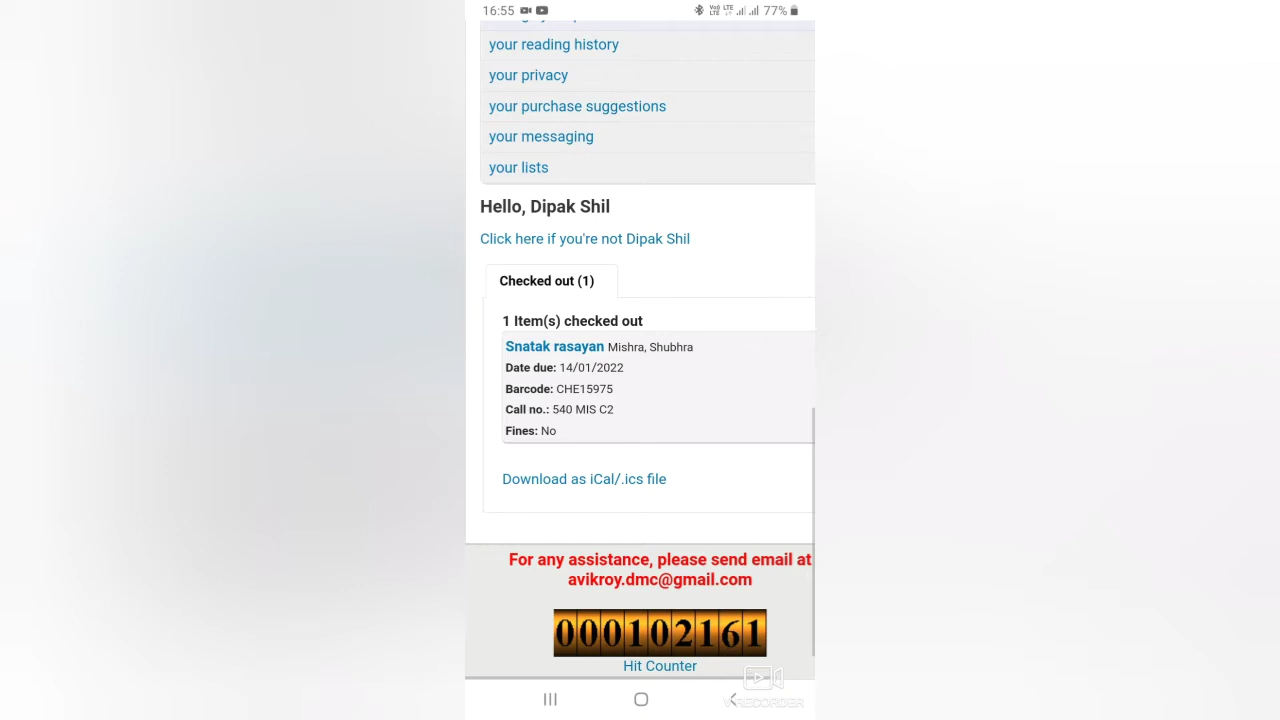 16:55 77%
your reading history
your privacy
your purchase suggestions
your messaging
your lists
Hello, Dipak Shil
Click here if you're not Dipak Shil
Checked out (1)
1 Item(s) checked out
Snatak rasayan Mishra, Shubhra
Date due: 14/01/2022
Barcode: CHE15975
Call no.: 540 MIS C2
Fines: No
Download as iCal/.ics file
For any assistance, please send email at
avikroy.dmc@gmail.com
000102161
Hit Counter
VRECORDER